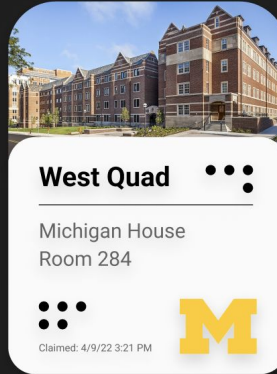 West Quad
Michigan House
Room 284
M
Claimed: 4/9/22 3:21 PM